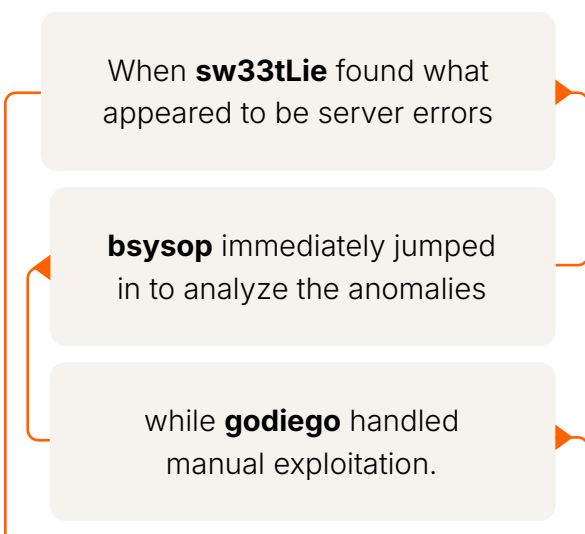 When sw33tLie found what
appeared to be server errors
bsysop immediately jumped
in to analyze the anomalies
while godiego handled
manual exploitation.